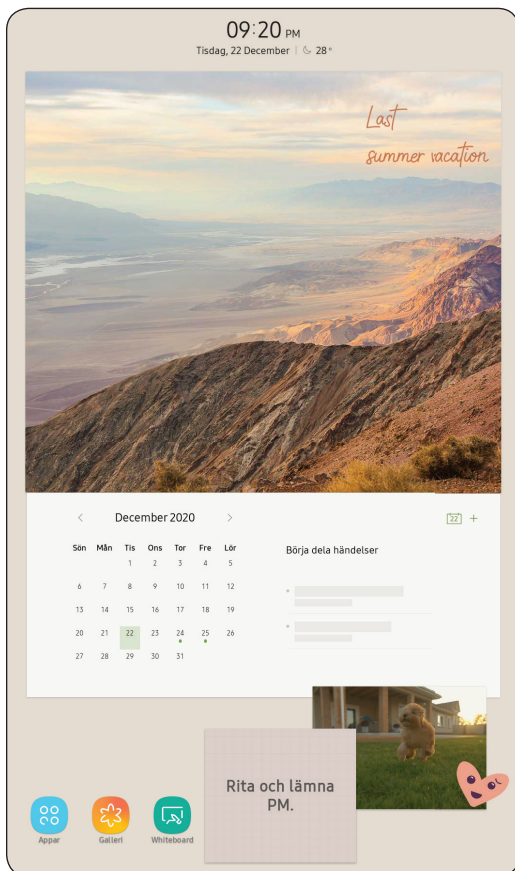 09:20 PM
Tisdag, 22 December | 28°
Last
summer vacation
< December 2020 >
22 +
Sön Mån Tis Ons Tor Fre Lör
1 2 3 4 5
6 7 8 9 10 11 12
13 14 15 16 17 18 19
20 21 22 23 24 25 26
27 28 29 30 31
Börja dela händelser
Rita och lämna
PM.
Appar
Galleri
Whiteboard